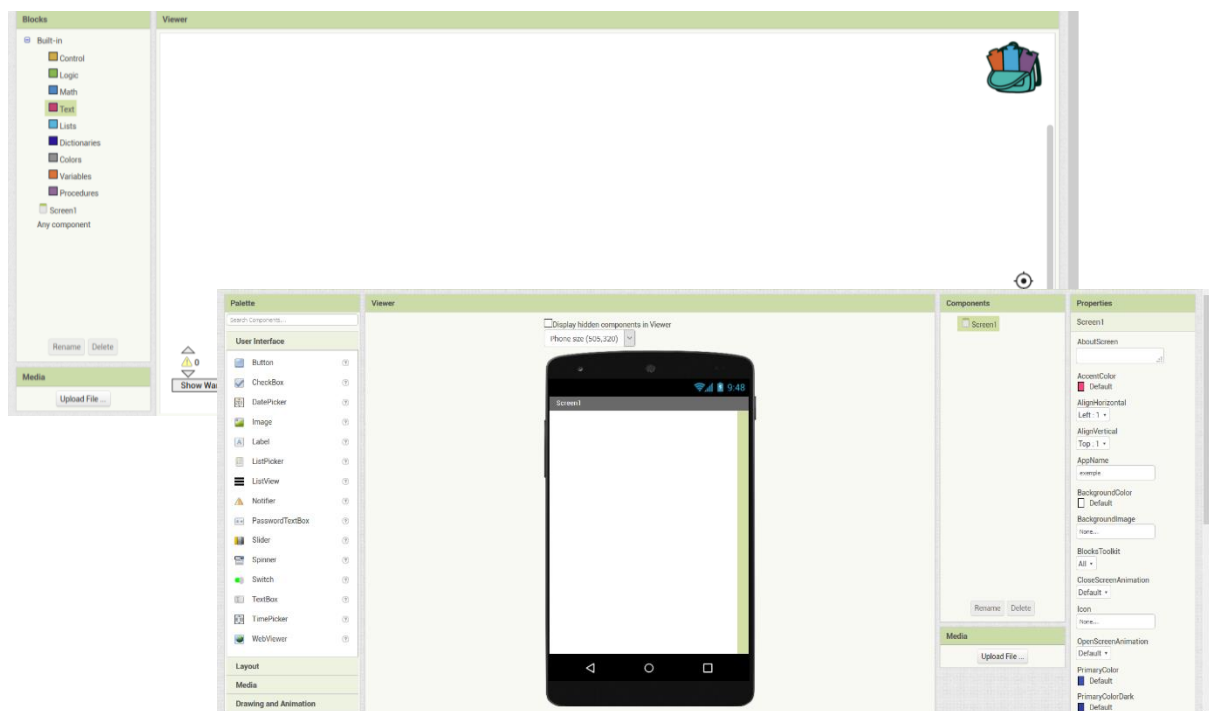 Blocks
Viewer
Built-in
Control
Logic
Math
Text
Lists
Dictionaries
Colors
Variables
Procedures
Screen1
Any component
Rename Delete
Media
Upload File ...
0
Show Wa
Palette
Search Components...
User Interface
Button
CheckBox
DatePicker
Image
Label
ListPicker
ListView
Notifier
PasswordTextBox
Slider
Spinner
Switch
TextBox
TimePicker
WebViewer
Layout
Media
Drawing and Animation
Viewer
Display hidden components in Viewer
Phone size (505,320)
9:48
Screen1
Components
Screen1
Rename Delete
Media
Upload File ...
Properties
Screen1
AboutScreen
AccentColor
Default
AlignHorizontal
Left : 1
AlignVertical
Top : 1
AppName
exemple
BackgroundColor
Default
BackgroundImage
None...
BlocksToolkit
All
CloseScreenAnimation
Default
Icon
None...
OpenScreenAnimation
Default
PrimaryColor
Default
PrimaryColorDark
Default